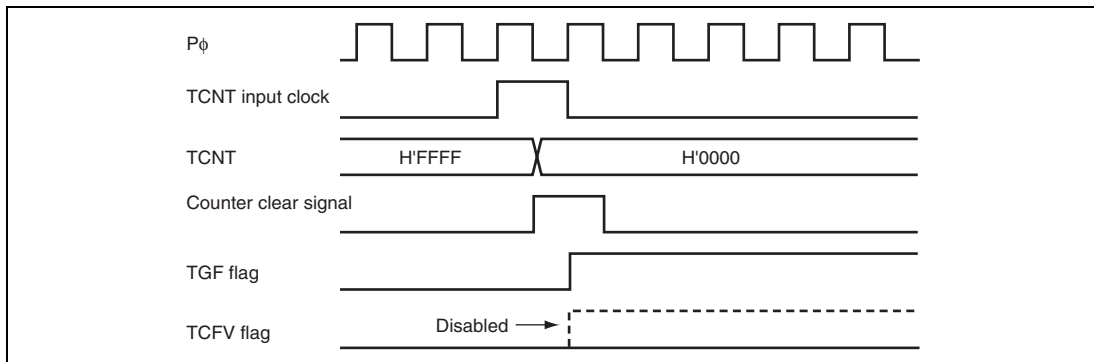 Pϕ
TCNT input clock
TCNT
H'FFFF
H'0000
Counter clear signal
TGF flag
Disabled
TCFV flag